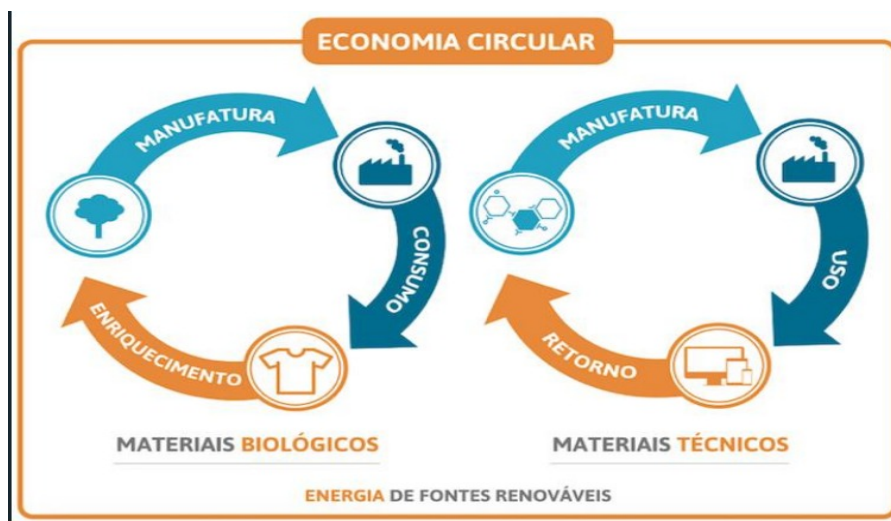 ECONOMIA CIRCULAR
MANUFATURA
CONSUMO
ENRIQUECIMENTO
MATERIAIS BIOLÓGICOS
MANUFATURA
USO
RETORNO
MATERIAIS TÉCNICOS
ENERGIA DE FONTES RENOVÁVEIS